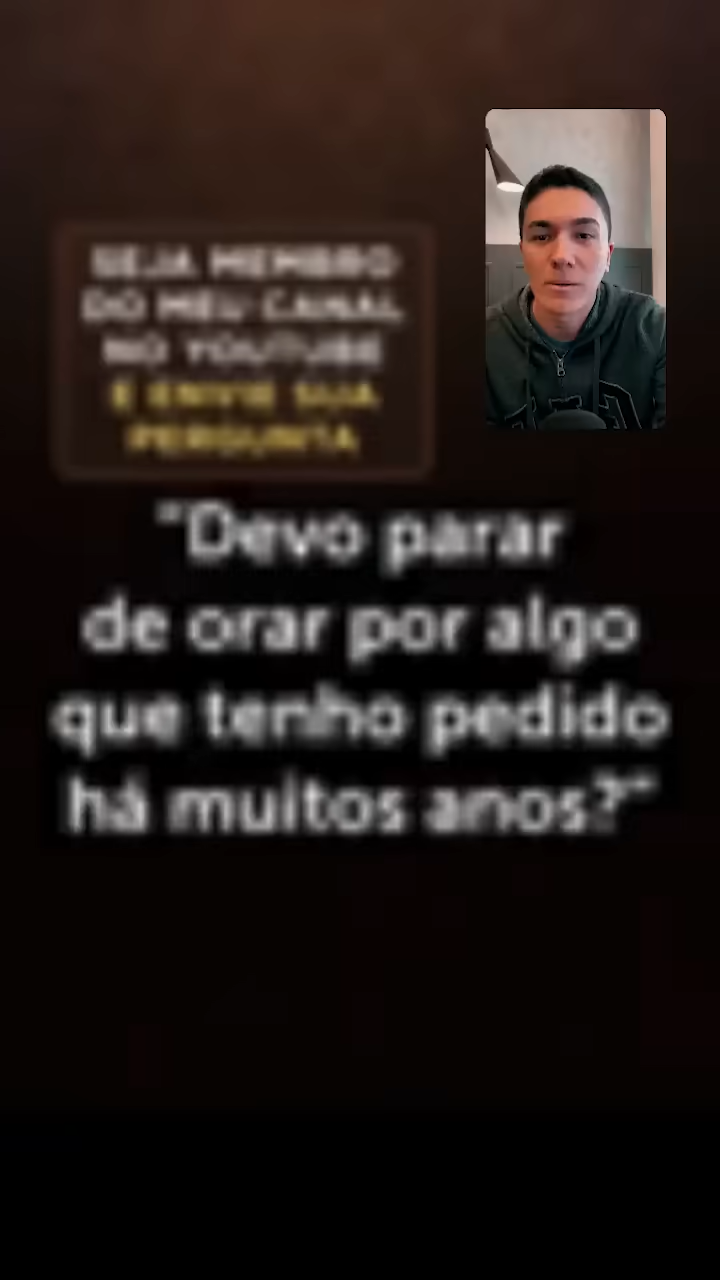 SEJA MEMBRO
DO MEU CANAL
NO YOUTUBE
E ENVIE SUA
PERGUNTA
"Devo parar
de orar por algo
que tenho pedido
há muitos anos?"